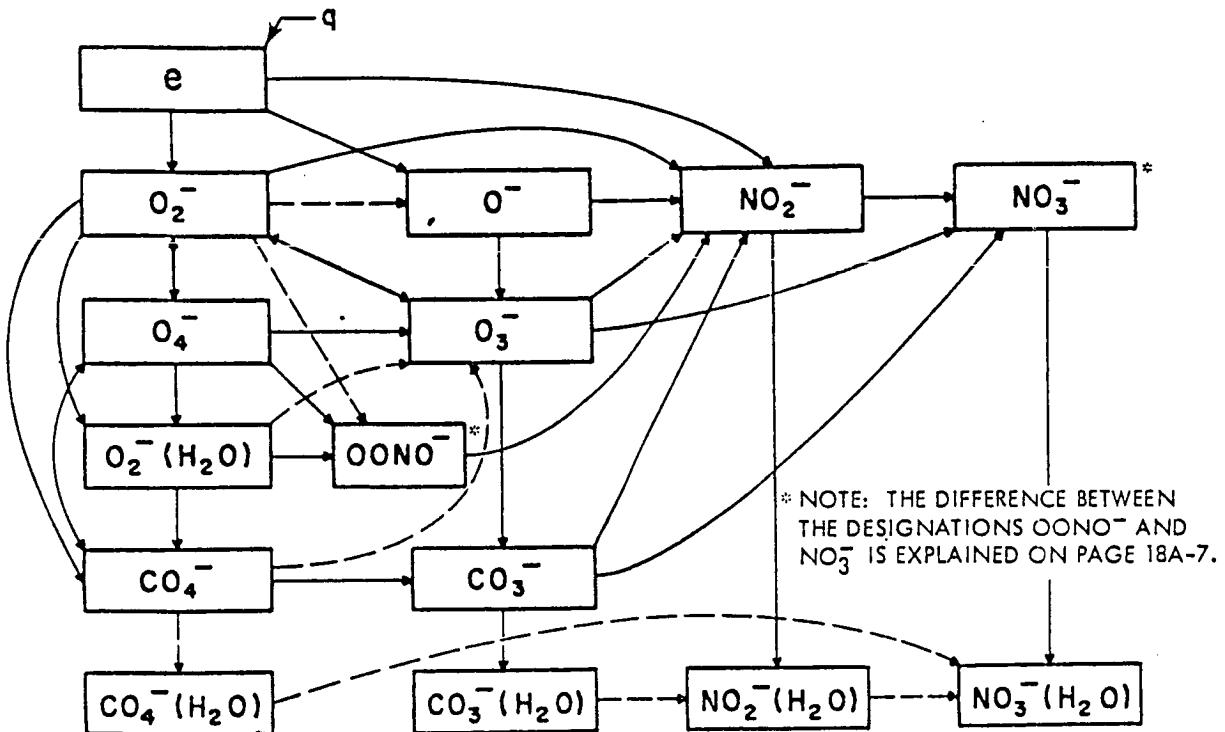 q
e
O₂⁻
O⁻
NO₂⁻
NO₃⁻ *
O₄⁻
O₃⁻
O₂⁻(H₂O)
OONO⁻ *
* NOTE: THE DIFFERENCE BETWEEN
THE DESIGNATIONS OONO⁻ AND
NO₃⁻ IS EXPLAINED ON PAGE 18A-7.
CO₄⁻
CO₃⁻
CO₄⁻(H₂O)
CO₃⁻(H₂O)
NO₂⁻(H₂O)
NO₃⁻(H₂O)